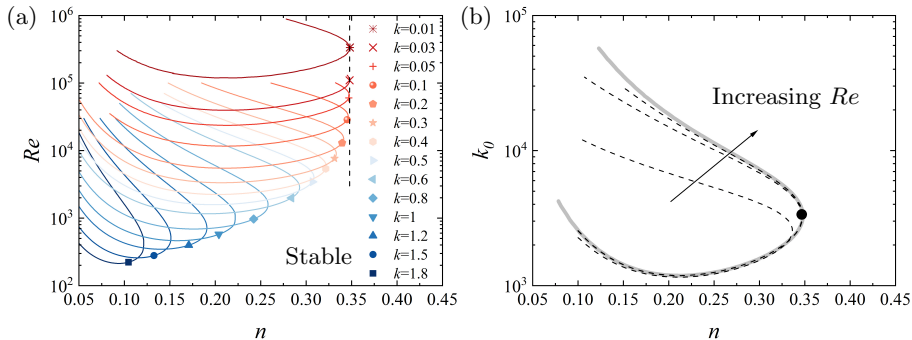 (a)
Re
10^6
10^5
10^4
10^3
10^2
0.05 0.10 0.15 0.20 0.25 0.30 0.35 0.40 0.45
n
Stable
k=0.01
k=0.03
k=0.05
k=0.1
k=0.2
k=0.3
k=0.4
k=0.5
k=0.6
k=0.8
k=1
k=1.2
k=1.5
k=1.8
(b)
k_0
10^5
10^4
10^3
0.05 0.10 0.15 0.20 0.25 0.30 0.35 0.40 0.45
n
Increasing Re